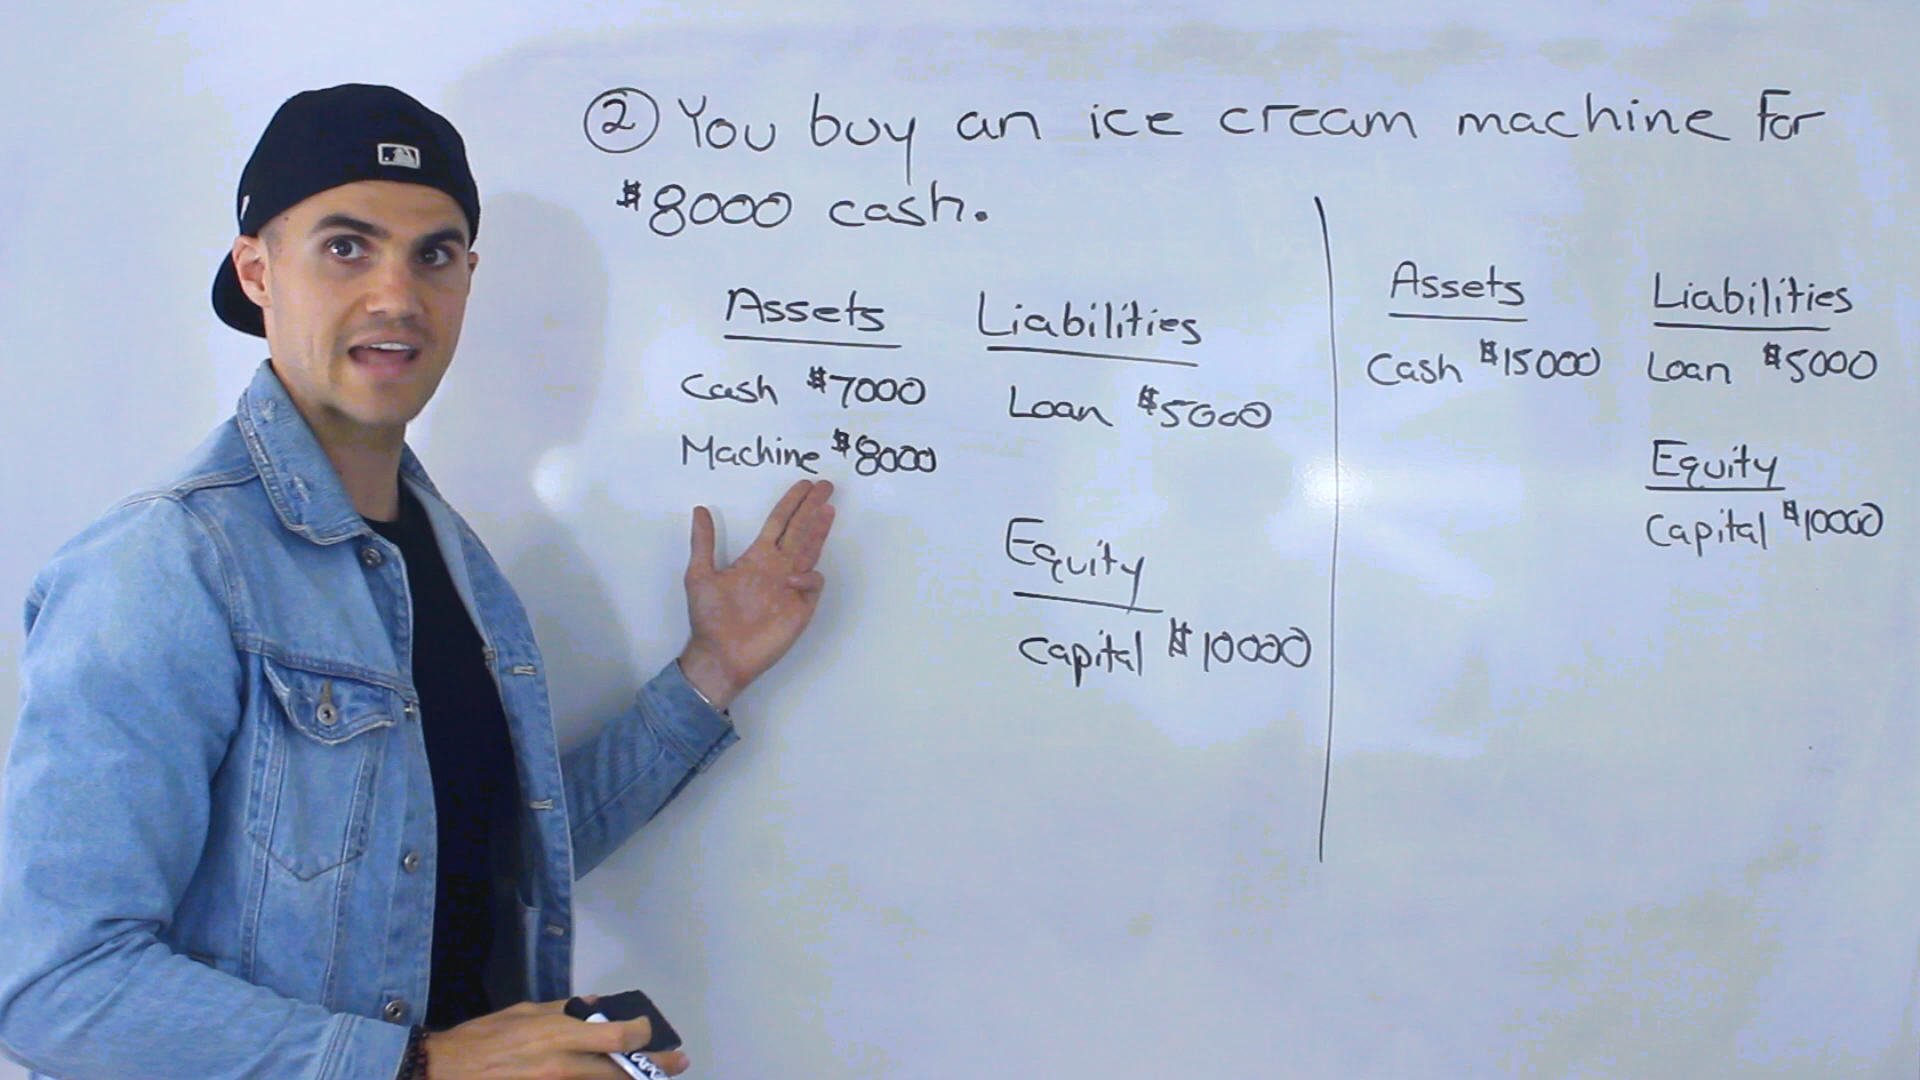 ② You buy an ice cream machine for
$8000 cash.
Assets
Cash $7000
Machine $8000
Liabilities
Loan $5000
Equity
Capital $10000
Assets
Cash $15000
Liabilities
Loan $5000
Equity
Capital $10000